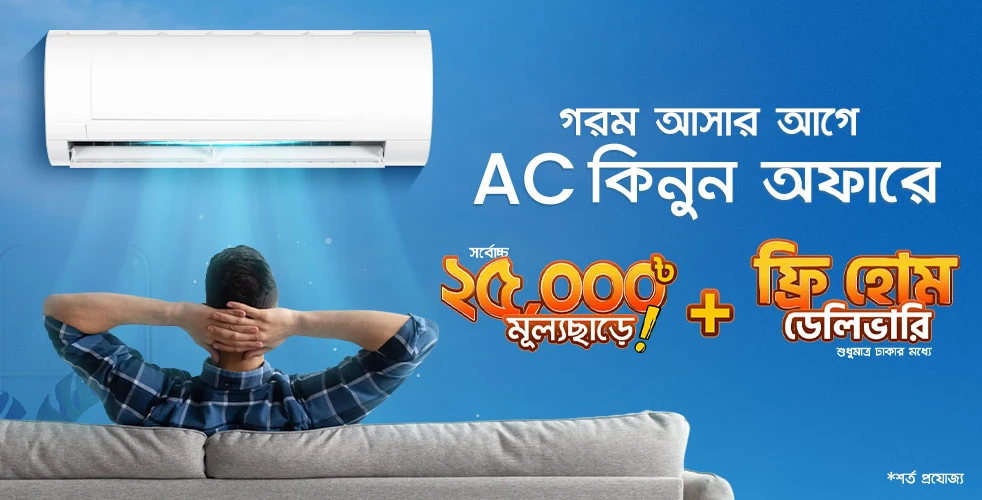 গরম আসার আগে
AC কিনুন অফারে
সর্বোচ্চ
২৫,০০০৳
মূল্যছাড়ে!
+
ফ্রি হোম
ডেলিভারি
শুধুমাত্র ঢাকার মধ্যে
*শর্ত প্রযোজ্য